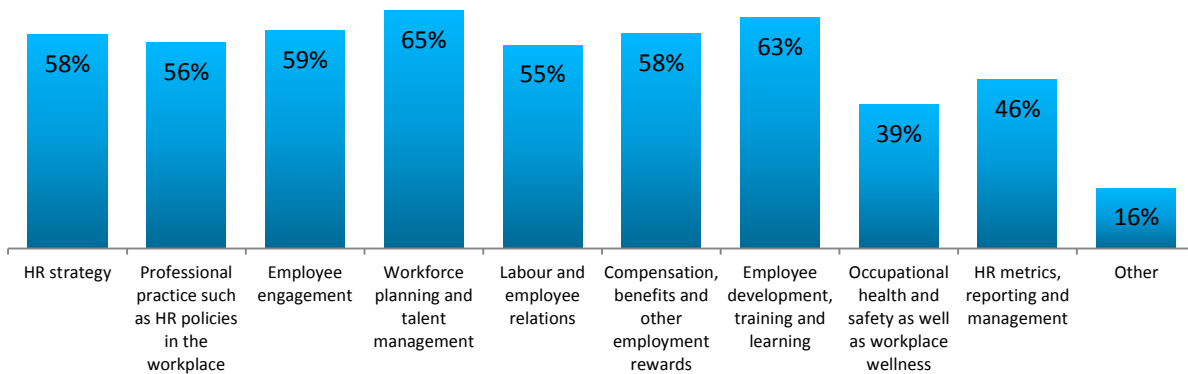 58%
56%
59%
65%
55%
58%
63%
39%
46%
16%
HR strategy
Professional
practice such
as HR policies
in the
workplace
Employee
engagement
Workforce
planning and
talent
management
Labour and
employee
relations
Compensation,
benefits and
other
employment
rewards
Employee
development,
training and
learning
Occupational
health and
safety as well
as workplace
wellness
HR metrics,
reporting and
management
Other